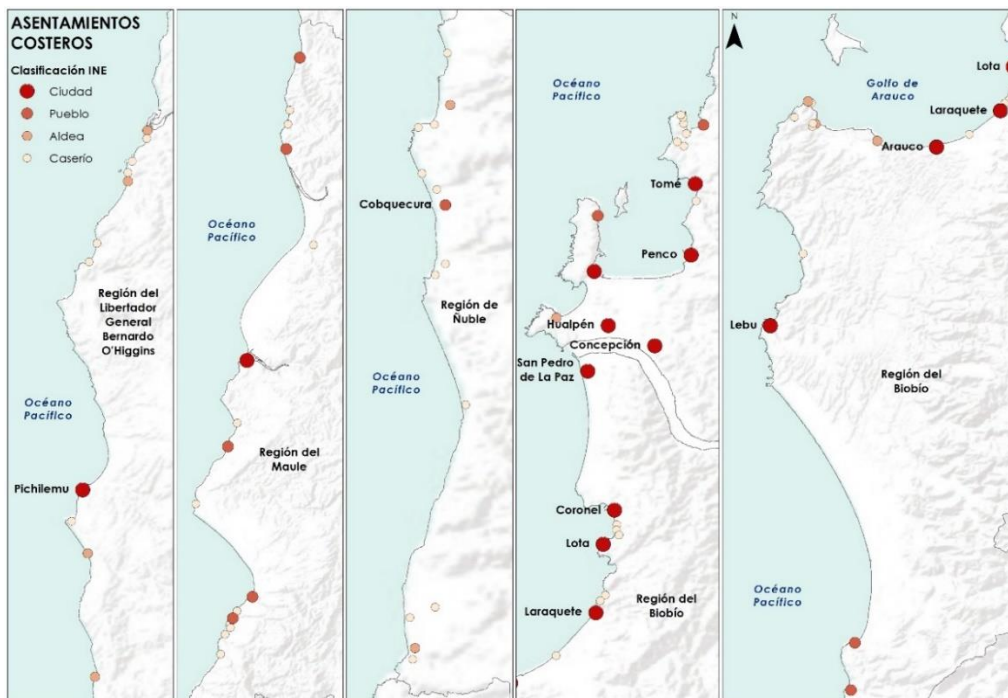 ASENTAMIENTOS
COSTEROS
Clasificación INE
Ciudad
Pueblo
Aldea
Caserío
Región del
Libertador
General
Bernardo
O'Higgins
Océano
Pacífico
Pichilemu
Océano
Pacífico
Región del
Maule
Cobquecura
Región de
Ñuble
Océano
Pacífico
Océano
Pacífico
Tomé
Penco
Hualpén
Concepción
San Pedro
de La Paz
Coronel
Lota
Laraquete
Región del
Biobío
N
Golfo de
Arauco
Lota
Laraquete
Arauco
Lebu
Región del
Biobío
Océano
Pacífico